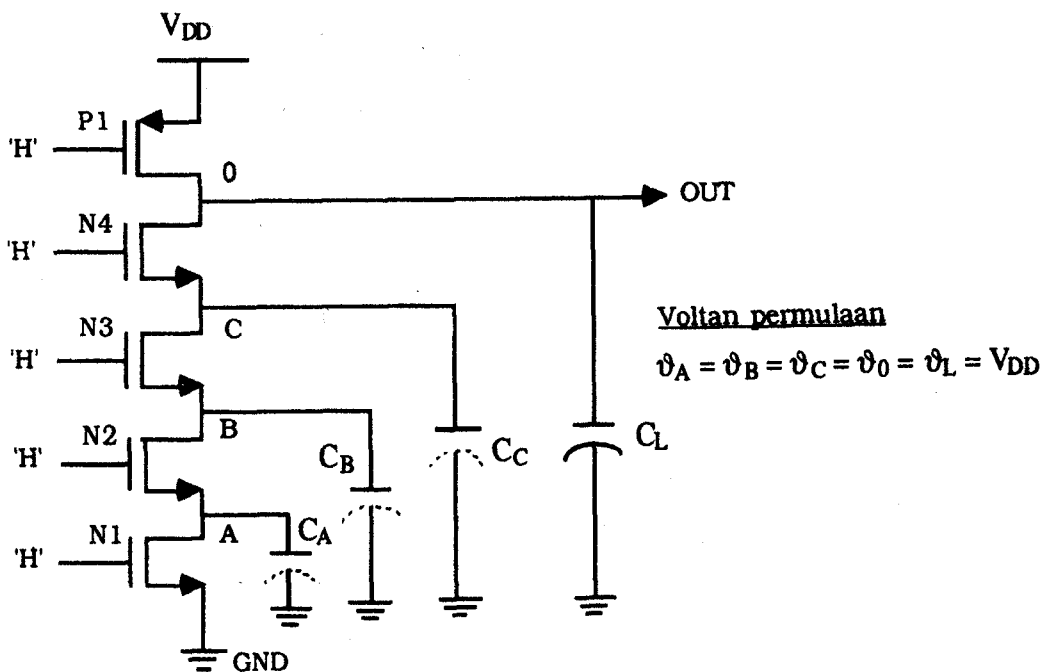 V_DD
P1
'H'
0
OUT
N4
'H'
C
N3
'H'
Voltan permulaan
ϑ_A = ϑ_B = ϑ_C = ϑ_0 = ϑ_L = V_DD
B
N2
'H'
C_B
C_C
C_L
A
C_A
N1
'H'
GND